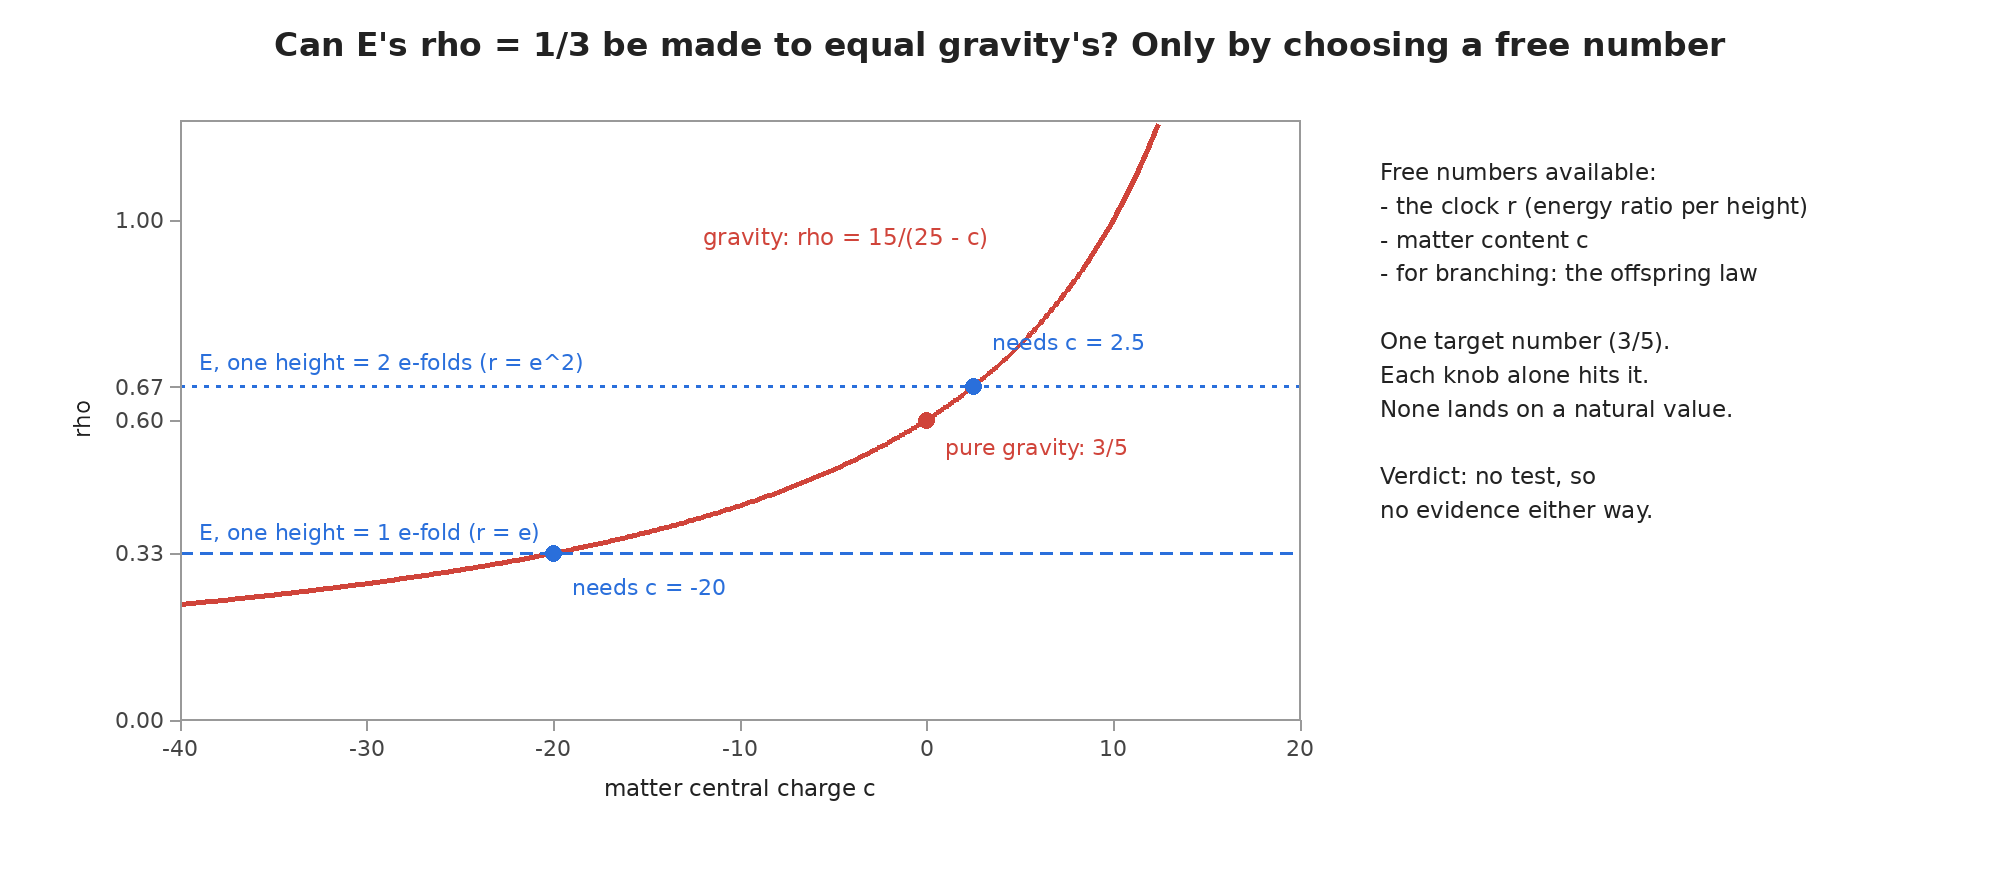 Can E's rho = 1/3 be made to equal gravity's? Only by choosing a free number
1.00
0.67
0.60
0.33
0.00
rho
gravity: rho = 15/(25 - c)
needs c = 2.5
E, one height = 2 e-folds (r = e^2)
pure gravity: 3/5
E, one height = 1 e-fold (r = e)
needs c = -20
-40
-30
-20
-10
0
10
20
matter central charge c
Free numbers available:
- the clock r (energy ratio per height)
- matter content c
- for branching: the offspring law
One target number (3/5).
Each knob alone hits it.
None lands on a natural value.
Verdict: no test, so
no evidence either way.